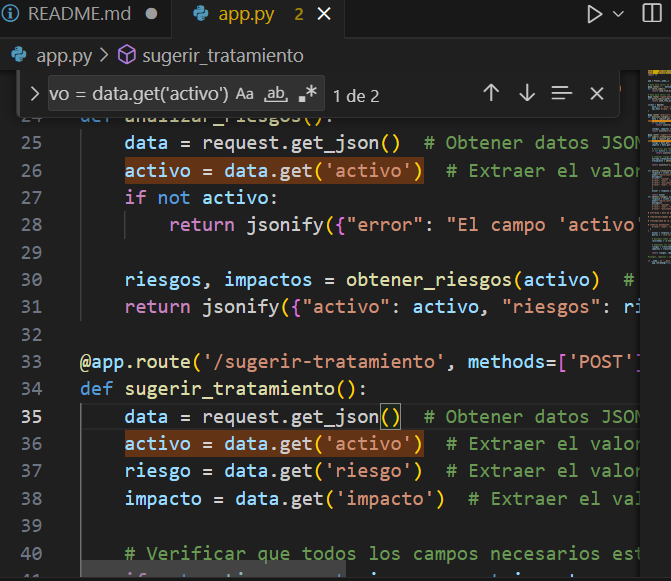 README.md
app.py 2
app.py > sugerir_tratamiento
vo = data.get('activo') Aa ab 1 de 2
24 def analizar_riesgos():
25 data = request.get_json() # Obtener datos JSON
26 activo = data.get('activo') # Extraer el valor
27 if not activo:
28 return jsonify({"error": "El campo 'activo'
29
30 riesgos, impactos = obtener_riesgos(activo) #
31 return jsonify({"activo": activo, "riesgos": ri
32
33 @app.route('/sugerir-tratamiento', methods=['POST']
34 def sugerir_tratamiento():
35 data = request.get_json() # Obtener datos JSON
36 activo = data.get('activo') # Extraer el valor
37 riesgo = data.get('riesgo') # Extraer el valor
38 impacto = data.get('impacto') # Extraer el val
39
40 # Verificar que todos los campos necesarios est